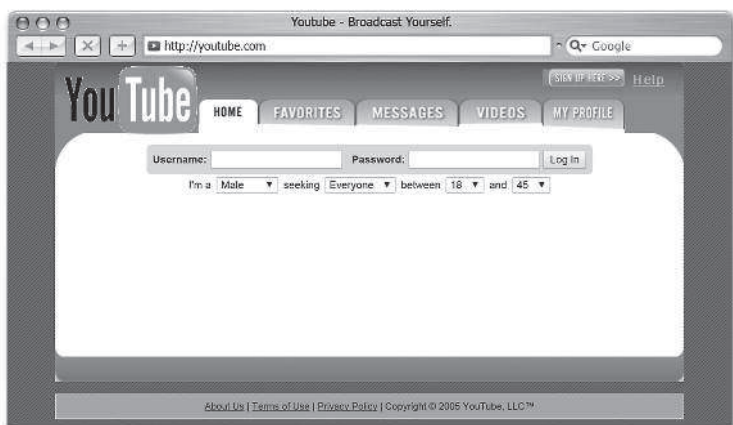 Youtube - Broadcast Yourself.
http://youtube.com
Google
You Tube
SIGN UP HERE >>
Help
HOME
FAVORITES
MESSAGES
VIDEOS
MY PROFILE
Username:
Password:
Log In
I'm a Male seeking Everyone between 18 and 45
About Us | Terms of Use | Privacy Policy | Copyright © 2005 YouTube, LLC™